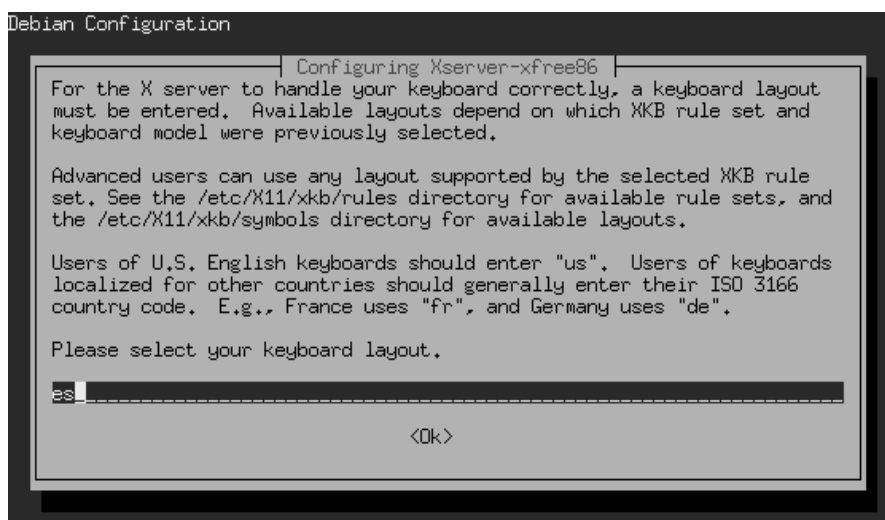 Debian Configuration
Configuring Xserver-xfree86
For the X server to handle your keyboard correctly, a keyboard layout
must be entered.  Available layouts depend on which XKB rule set and
keyboard model were previously selected.
Advanced users can use any layout supported by the selected XKB rule
set. See the /etc/X11/xkb/rules directory for available rule sets, and
the /etc/X11/xkb/symbols directory for available layouts.
Users of U.S. English keyboards should enter "us".  Users of keyboards
localized for other countries should generally enter their ISO 3166
country code.  E.g., France uses "fr", and Germany uses "de".
Please select your keyboard layout.
es
<Ok>